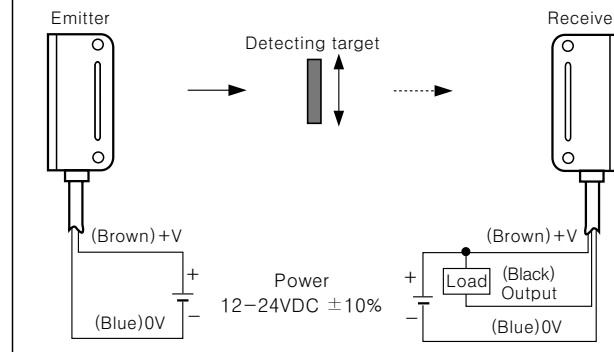 Emitter
Receive
Detecting target
(Brown)+V
+
−
(Blue)0V
Power
12−24VDC ±10%
(Brown)+V
+
−
Load
(Black)
Output
(Blue)0V